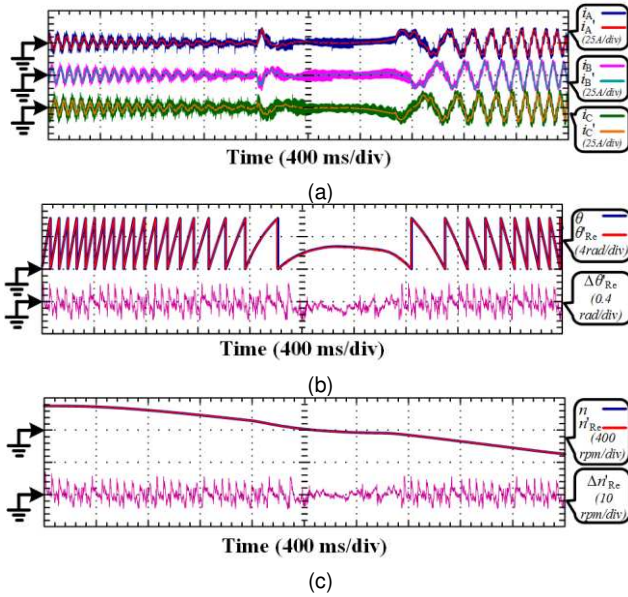 i_A,
i_A
(25A/div)
i_B
i_B'
(25A/div)
i_C
i_C'
(25A/div)
Time (400 ms/div)
(a)
θ
θ'_Re
(4rad/div)
Δθ'_Re
(0.4
rad/div)
Time (400 ms/div)
(b)
n
n'_Re
(400
rpm/div)
Δn'_Re
(10
rpm/div)
Time (400 ms/div)
(c)